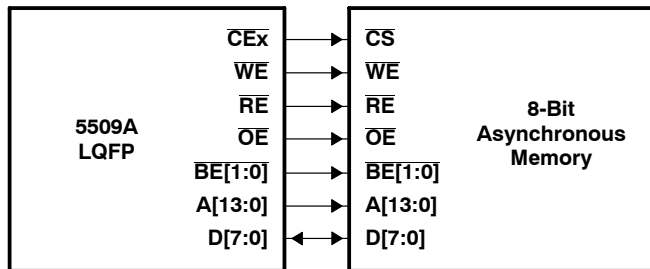 5509A
LQFP
CEx
WE
RE
OE
BE[1:0]
A[13:0]
D[7:0]
CS
WE
RE
OE
BE[1:0]
A[13:0]
D[7:0]
8-Bit
Asynchronous
Memory